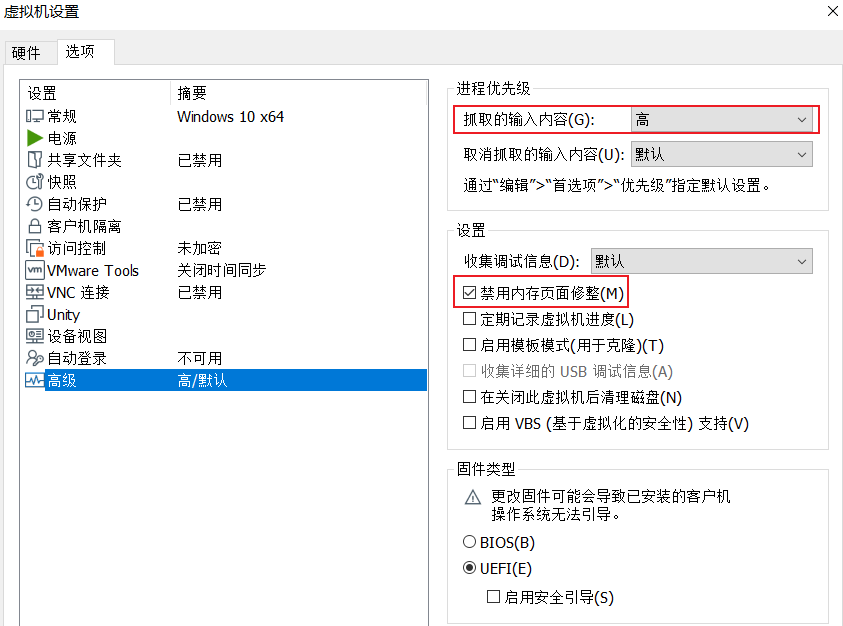 虚拟机设置
硬件 选项
设置 摘要
常规 Windows 10 x64
电源
共享文件夹 已禁用
快照
自动保护 已禁用
客户机隔离
访问控制 未加密
vm VMware Tools 关闭时间同步
VNC 连接 已禁用
Unity
设备视图
自动登录 不可用
高级 高/默认
进程优先级
抓取的输入内容(G): 高
取消抓取的输入内容(U): 默认
通过“编辑”>“首选项”>“优先级”指定默认设置。
设置
收集调试信息(D): 默认
禁用内存页面修整(M)
定期记录虚拟机进度(L)
启用模板模式(用于克隆)(T)
收集详细的 USB 调试信息(A)
在关闭此虚拟机后清理磁盘(N)
启用 VBS (基于虚拟化的安全性) 支持(V)
固件类型
更改固件可能会导致已安装的客户机
操作系统无法引导。
BIOS(B)
UEFI(E)
启用安全引导(S)